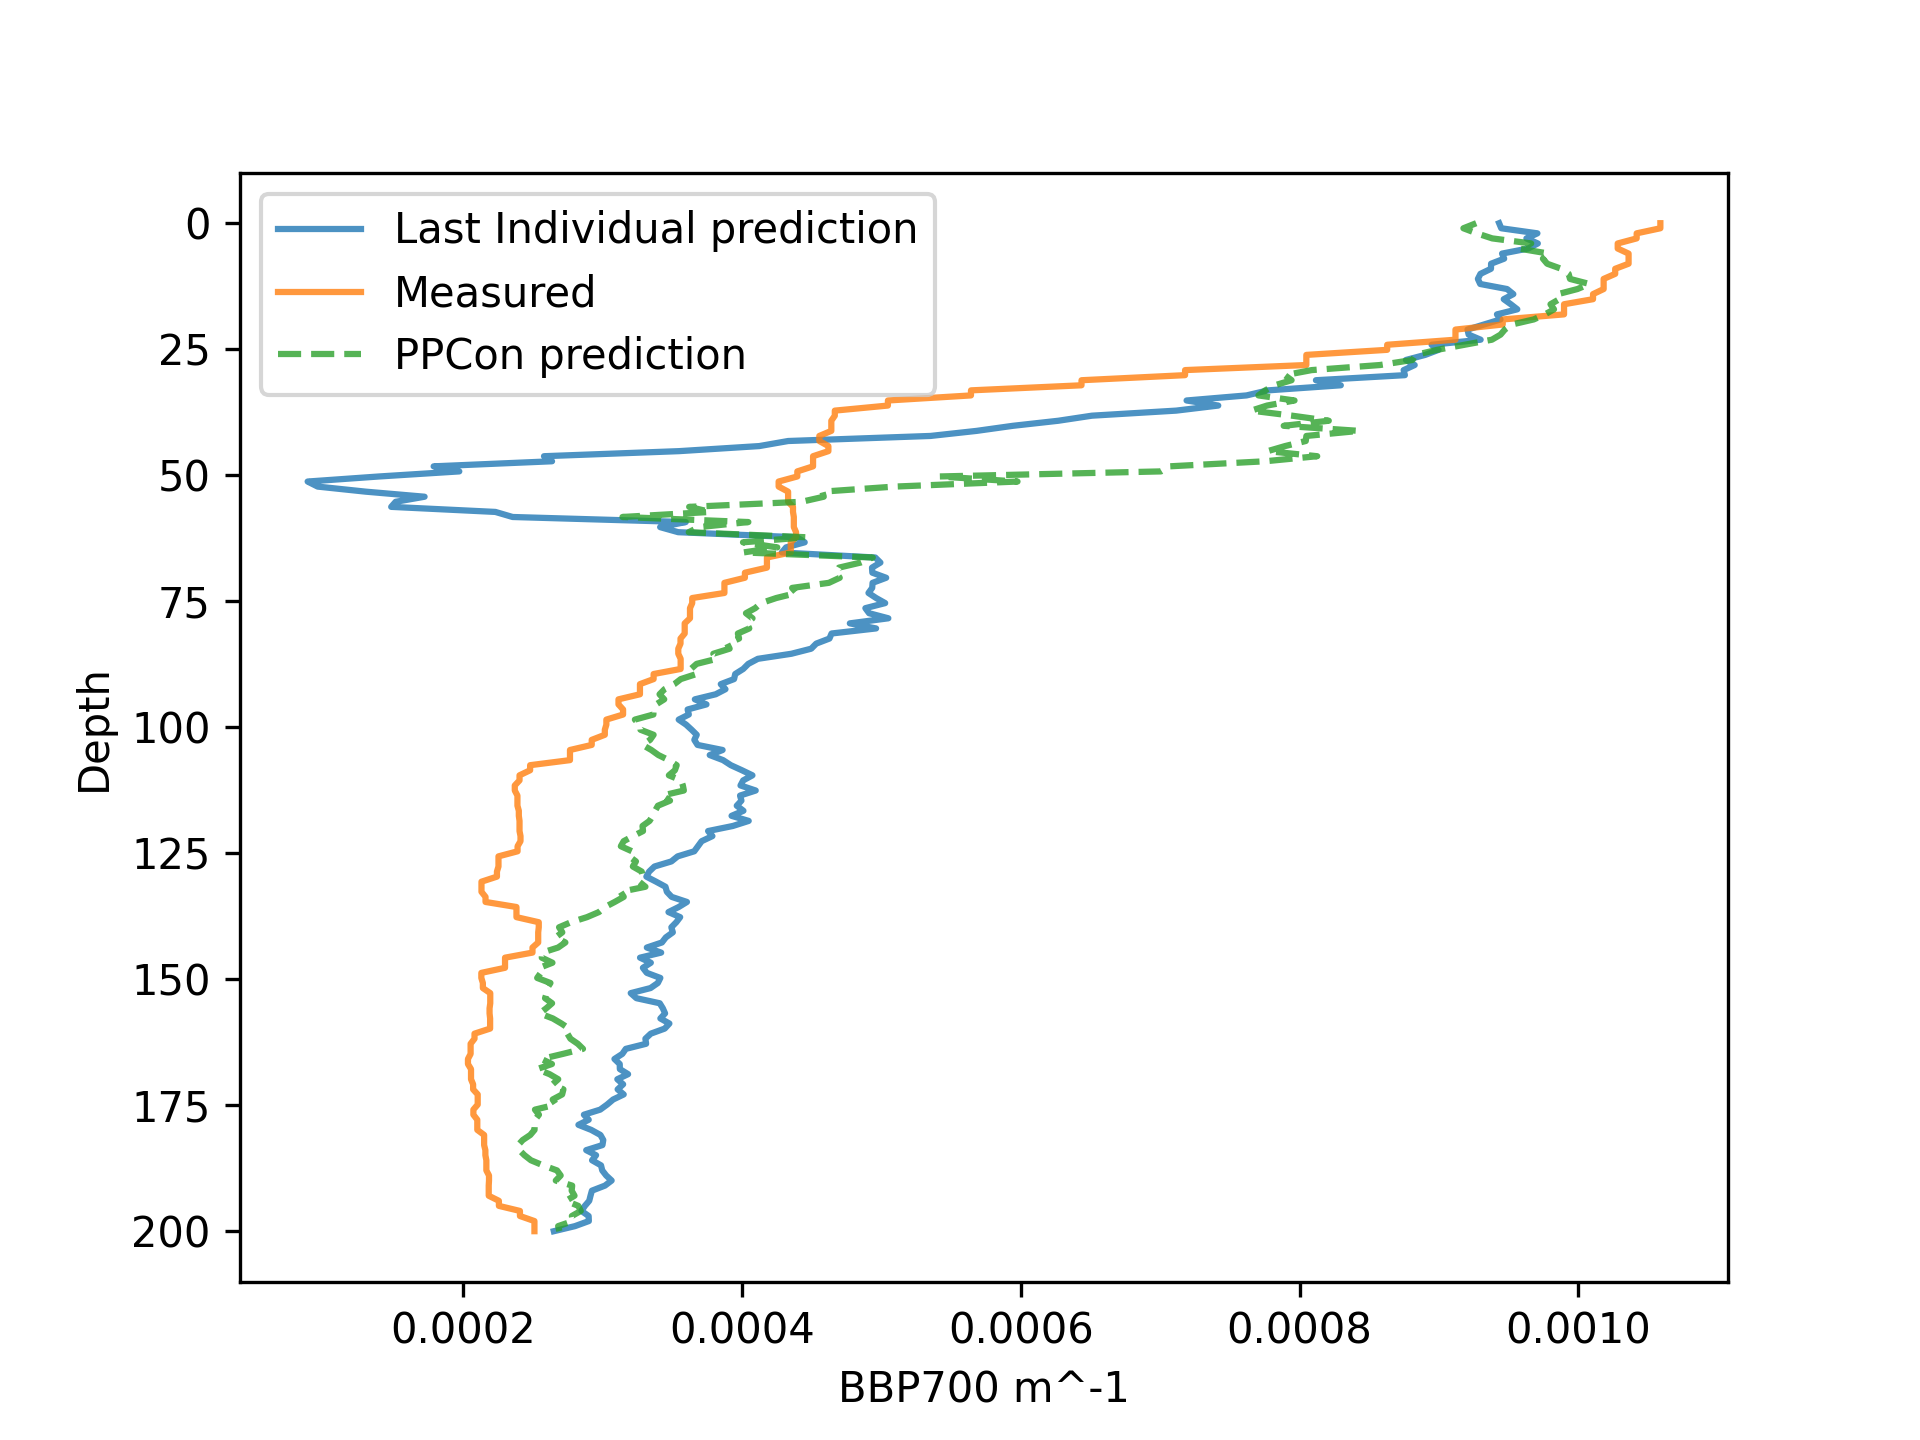 Last Individual prediction
Measured
PPCon prediction
0
25
50
75
100
125
150
175
200
Depth
0.0002 0.0004 0.0006 0.0008 0.0010
BBP700 m^-1